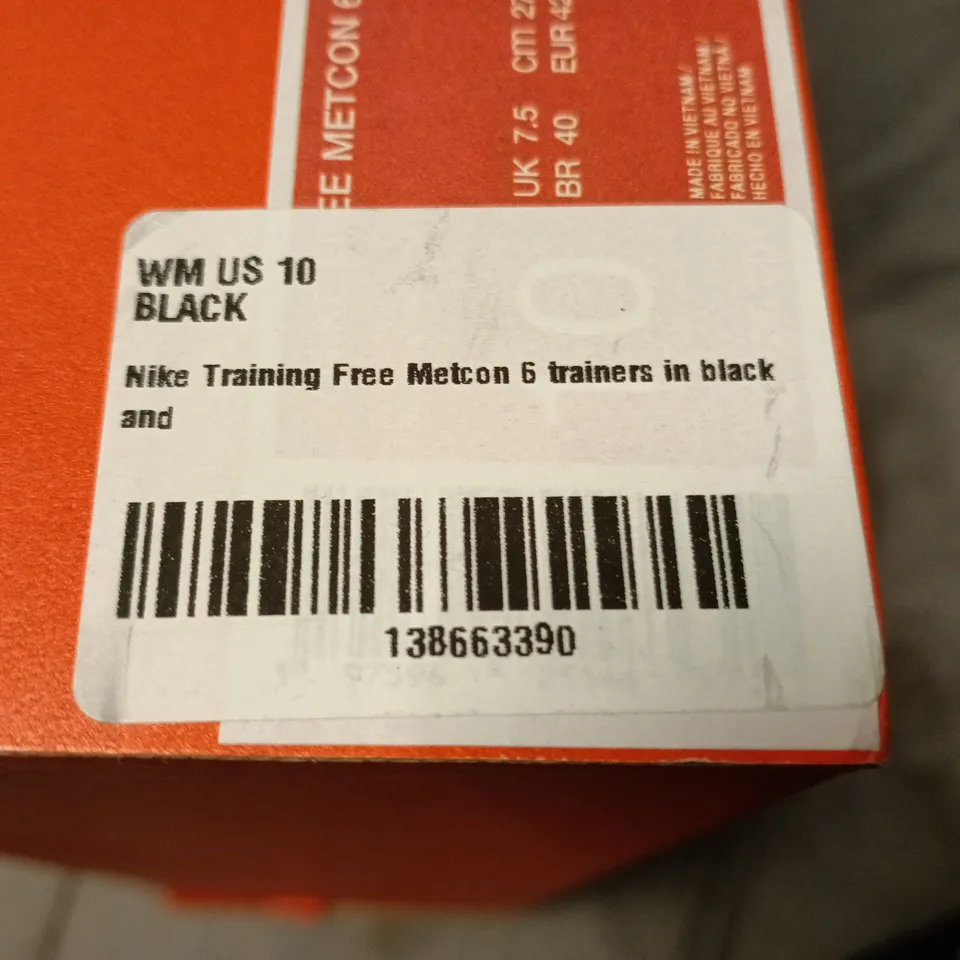 EE METCON 6
UK 7.5
cm 27
BR 40
EUR 42
MADE IN VIETNAM /
FABRIQUE AU VIETNAM /
FABRICADO NO VIETNÃ /
HECHO EN VIETNAM
WM US 10
BLACK
Nike Training Free Metcon 6 trainers in black
and
138663390